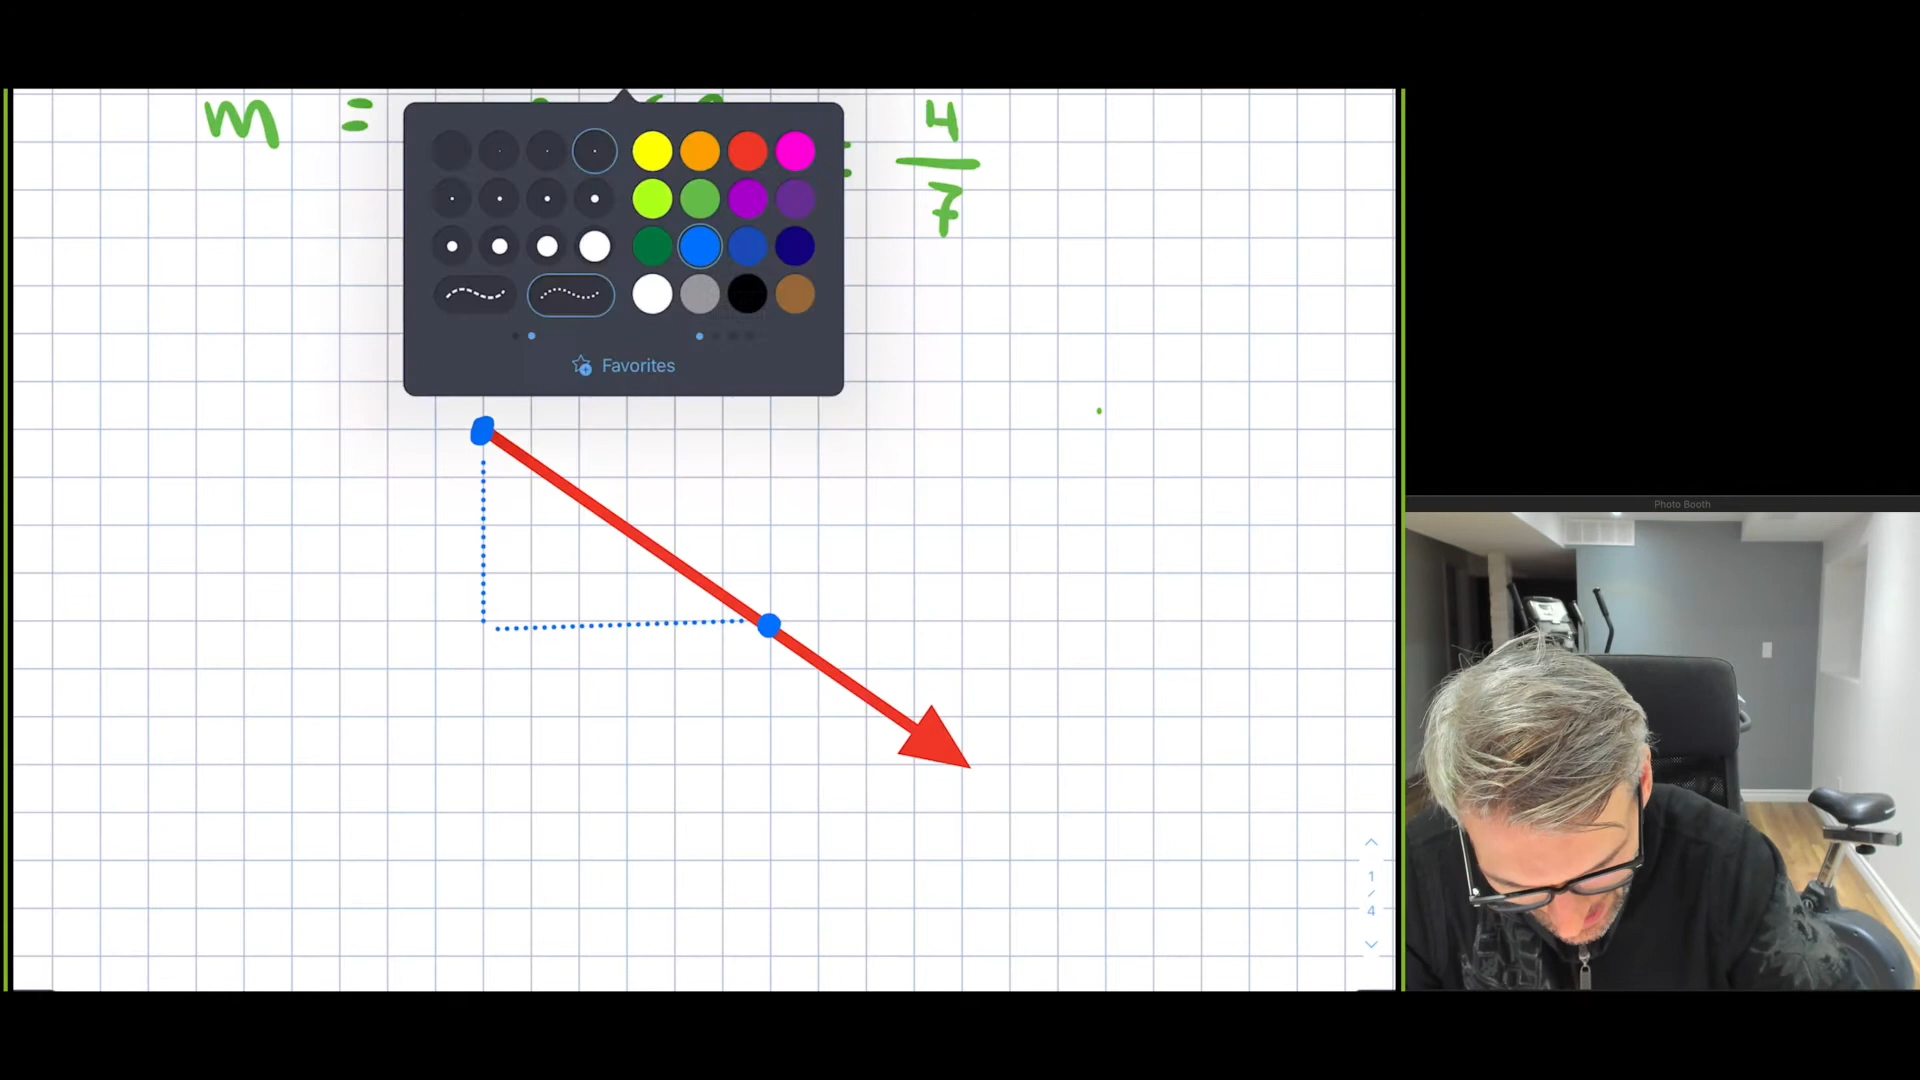 m = = 4/7
Favorites
Photo Booth
1
/
4